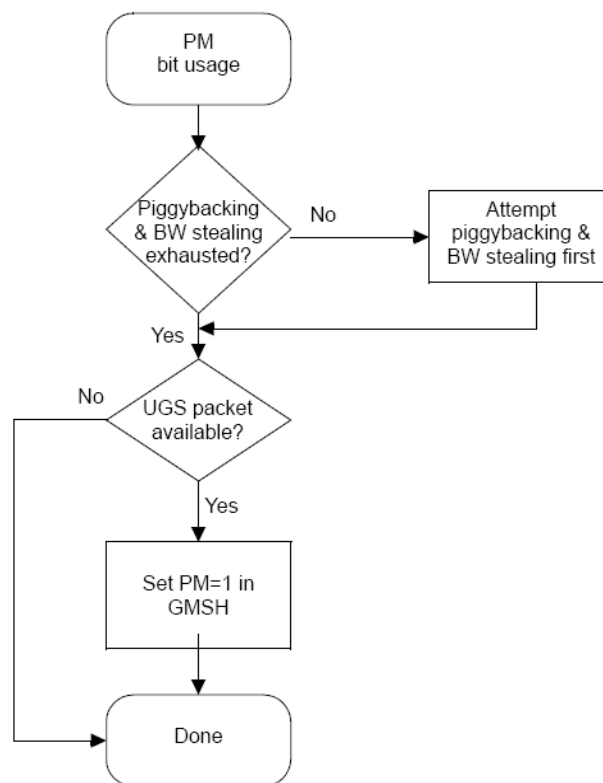 PM
bit usage
Piggybacking
& BW stealing
exhausted?
No
Attempt
piggybacking &
BW stealing first
Yes
No
UGS packet
available?
Yes
Set PM=1 in
GMSH
Done